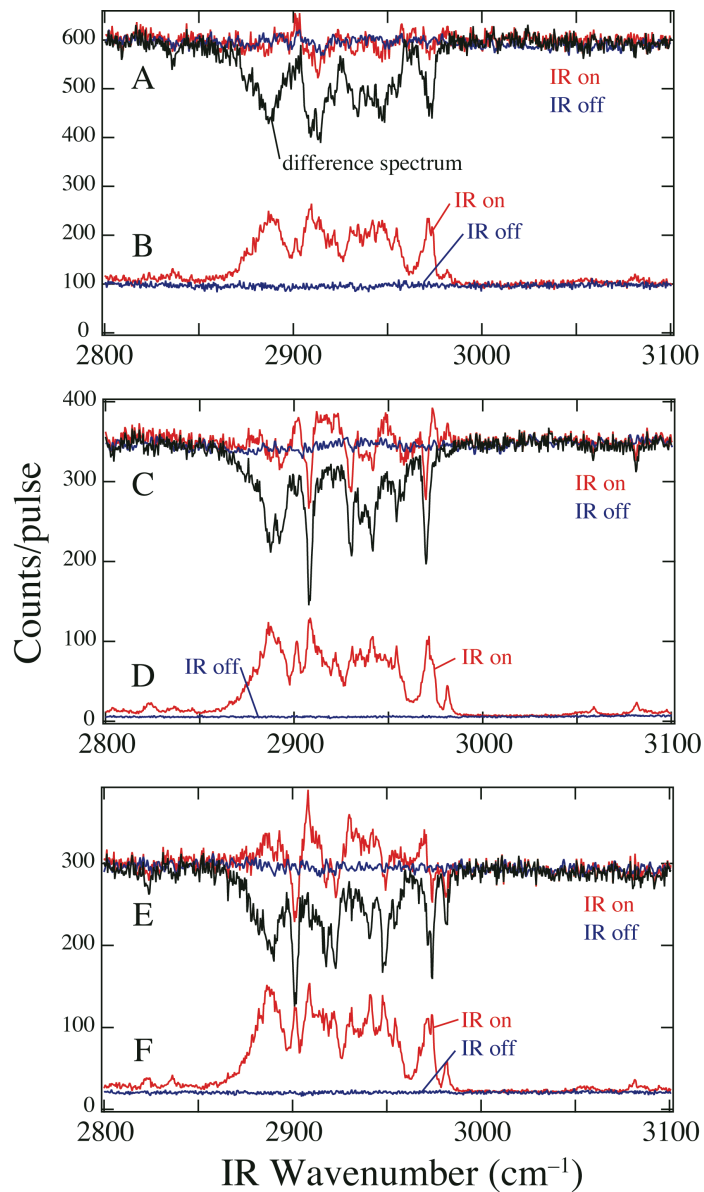 600
500
400
300
200
100
0
A
IR on
IR off
difference spectrum
B
IR on
IR off
2800 2900 3000 3100
400
300
200
100
0
C
IR on
IR off
D
IR off
IR on
2800 2900 3000 3100
Counts/pulse
300
200
100
0
E
IR on
IR off
F
IR on
IR off
2800 2900 3000 3100
IR Wavenumber (cm⁻¹)